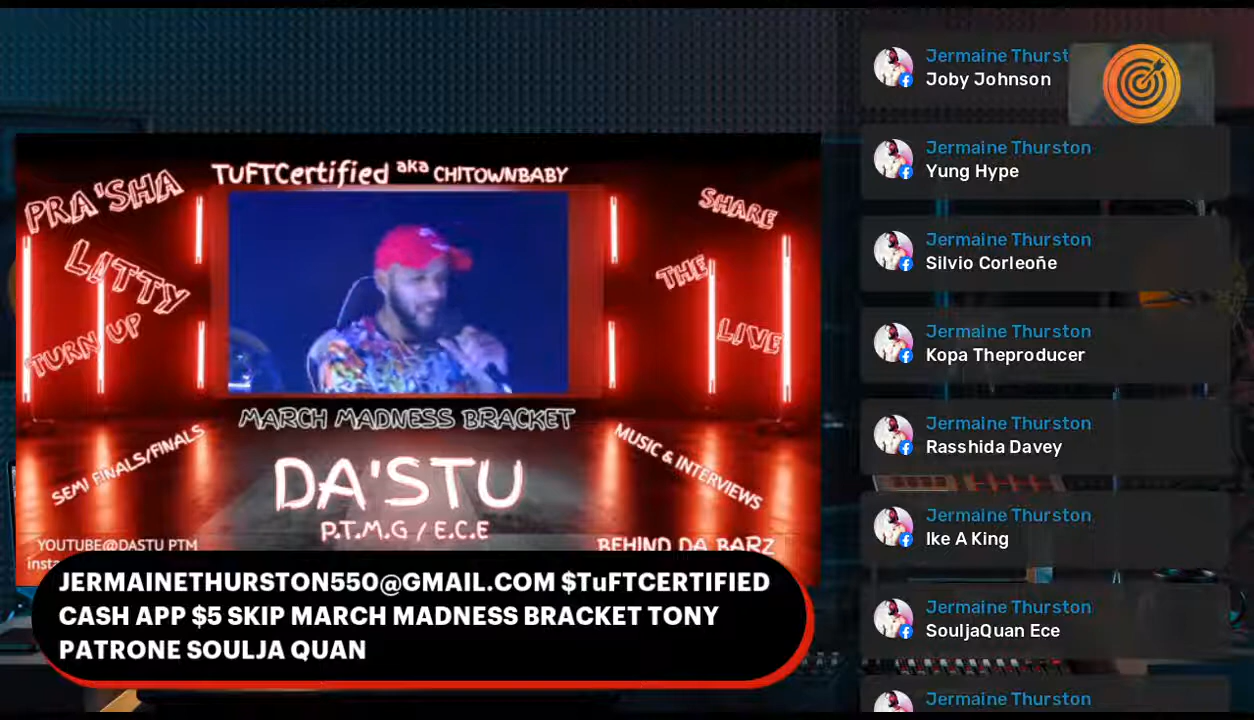 TuFTCertified aka CHITOWNBABY
PRA'SHA
LITTY
TURN UP
SHARE
THE
LIVE
MARCH MADNESS BRACKET
SEMI FINALS/FINALS
MUSIC & INTERVIEWS
DA'STU
P.T.M.G / E.C.E
YOUTUBE@DASTU PTM
BEHIND DA BARZ
insta
JERMAINETHURSTON550@GMAIL.COM $TuFTCERTIFIED
CASH APP $5 SKIP MARCH MADNESS BRACKET TONY
PATRONE SOULJA QUAN
Jermaine Thurst
Joby Johnson
Jermaine Thurston
Yung Hype
Jermaine Thurston
Silvio Corleoñe
Jermaine Thurston
Kopa Theproducer
Jermaine Thurston
Rasshida Davey
Jermaine Thurston
Ike A King
Jermaine Thurston
SouljaQuan Ece
Jermaine Thurston